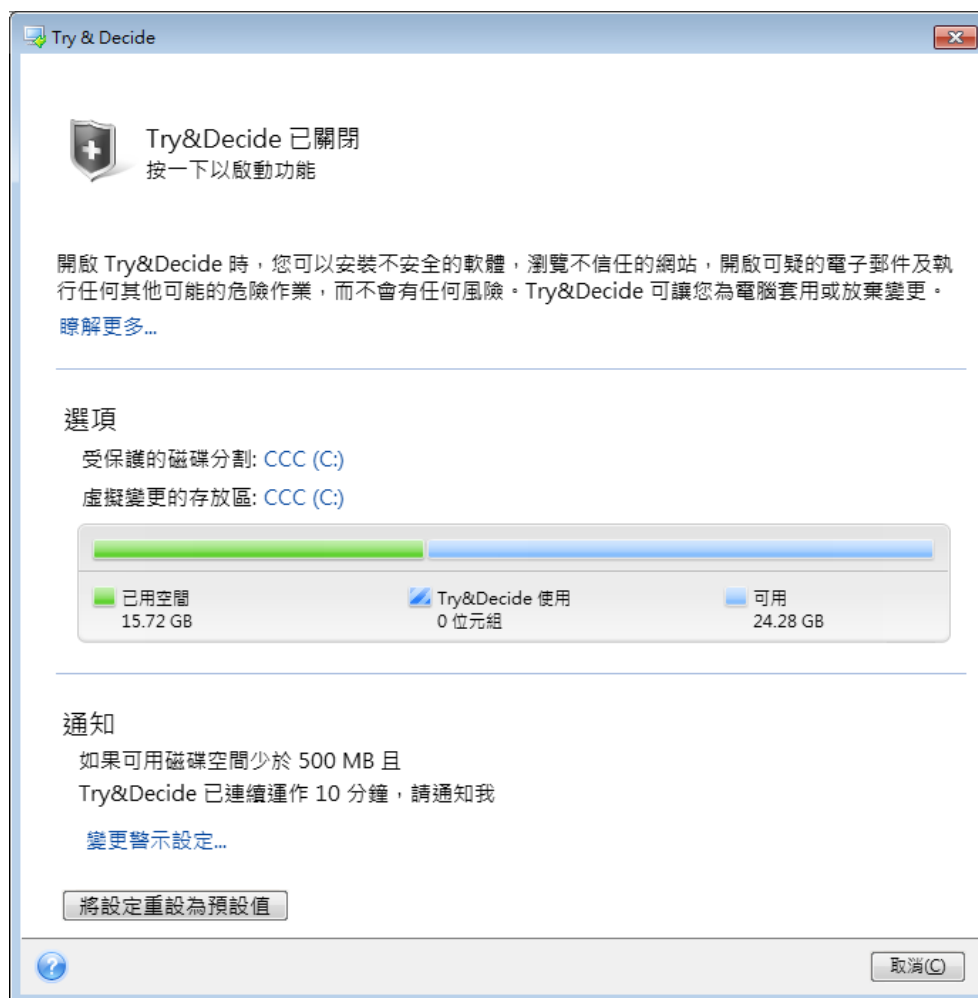 Try & Decide
Try&Decide 已關閉
按一下以啟動功能
開啟 Try&Decide 時，您可以安裝不安全的軟體，瀏覽不信任的網站，開啟可疑的電子郵件及執
行任何其他可能的危險作業，而不會有任何風險。Try&Decide 可讓您為電腦套用或放棄變更。
瞭解更多...
選項
受保護的磁碟分割: CCC (C:)
虛擬變更的存放區: CCC (C:)
已用空間 Try&Decide 使用 可用
15.72 GB 0 位元組 24.28 GB
通知
如果可用磁碟空間少於 500 MB 且
Try&Decide 已連續運作 10 分鐘，請通知我
變更警示設定...
將設定重設為預設值
取消(C)